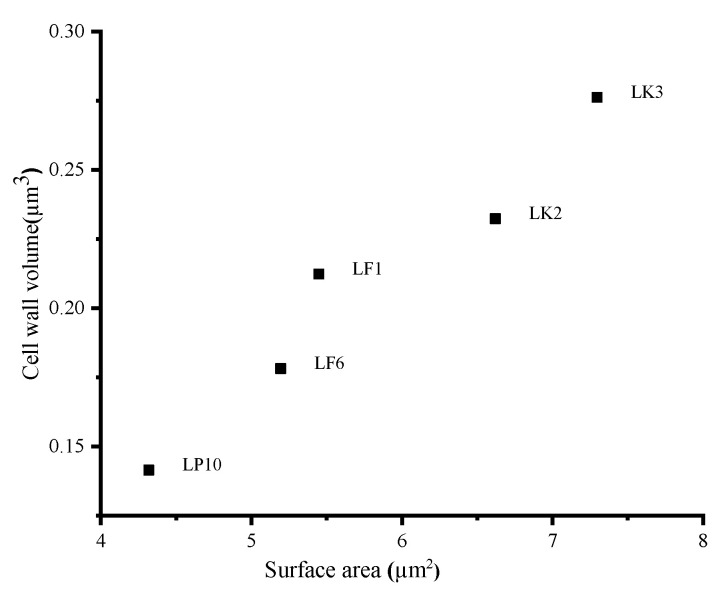 0.30
LK3
0.25
LK2
LF1
0.20
LF6
0.15
LP10
4 5 6 7 8
Cell wall volume(μm³)
Surface area (μm²)